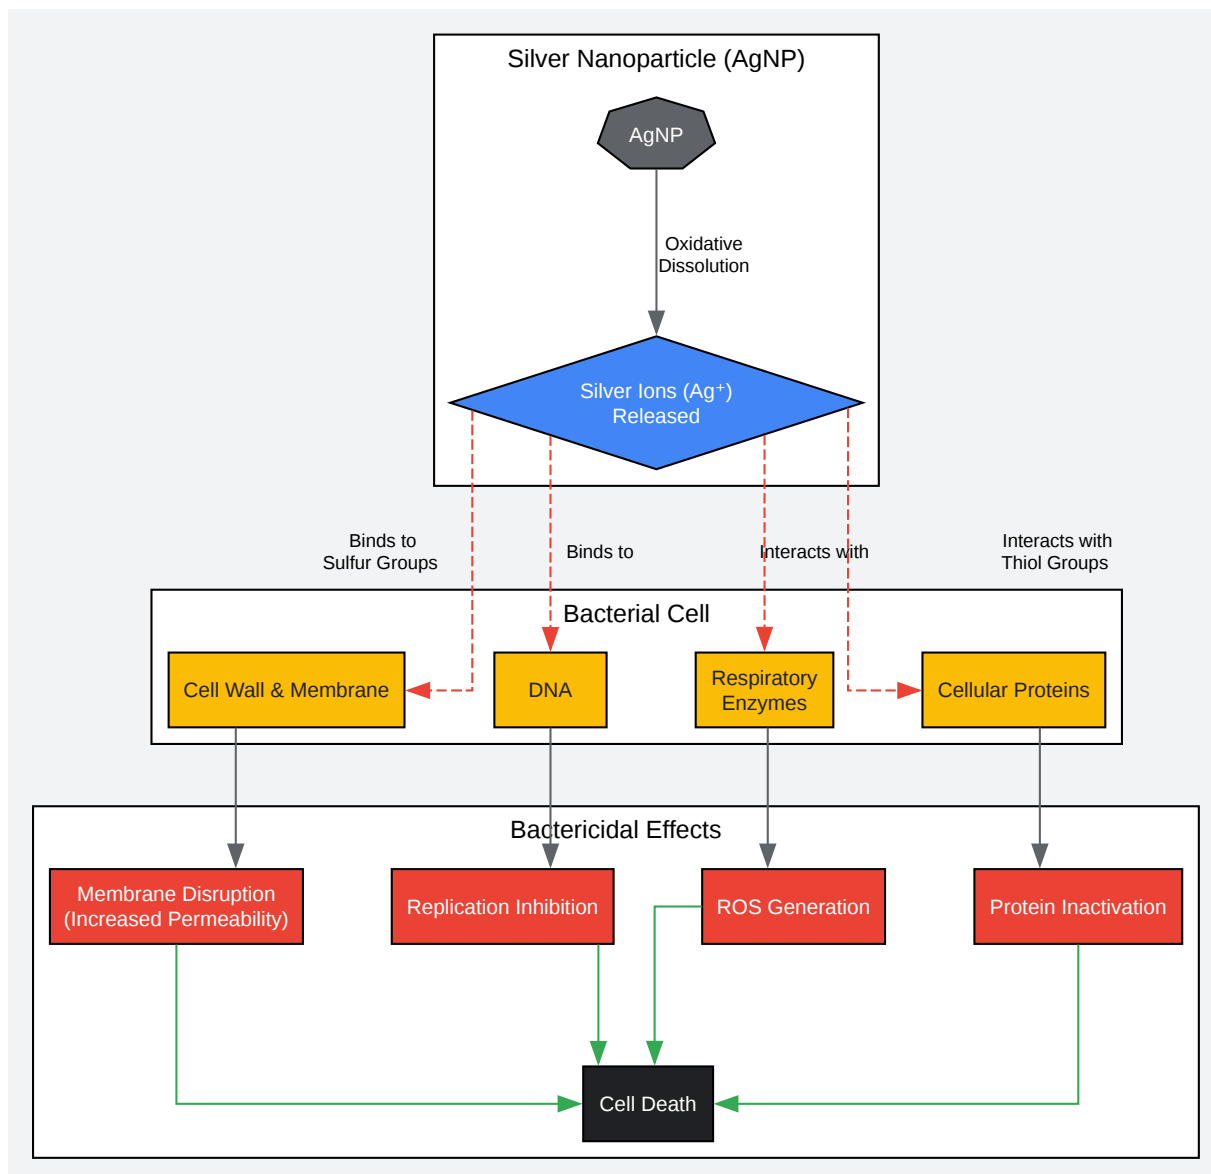 Silver Nanoparticle (AgNP)
AgNP
Oxidative
Dissolution
Silver Ions (Ag⁺)
Released
Binds to
Sulfur Groups
Binds to
Interacts with
Interacts with
Thiol Groups
Bacterial Cell
Cell Wall & Membrane
DNA
Respiratory
Enzymes
Cellular Proteins
Bactericidal Effects
Membrane Disruption
(Increased Permeability)
Replication Inhibition
ROS Generation
Protein Inactivation
Cell Death